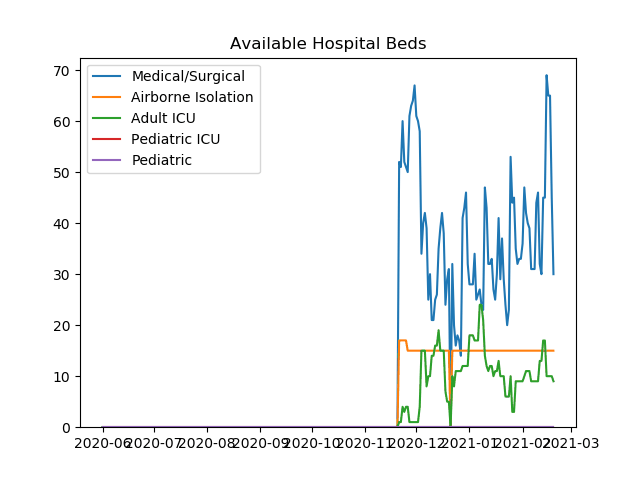 Available Hospital Beds
70
60
50
40
30
20
10
0
Medical/Surgical
Airborne Isolation
Adult ICU
Pediatric ICU
Pediatric
2020-06 2020-07 2020-08 2020-09 2020-10 2020-11 2020-12 2021-01 2021-02 2021-03